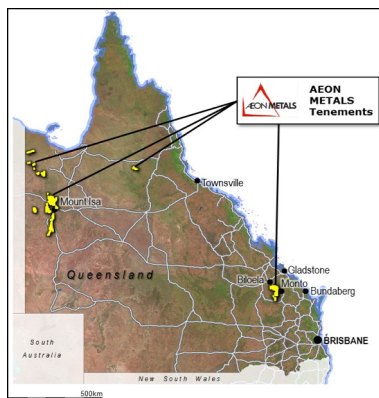 AEON METALS
AEON
METALS
Tenements
Townsville
Mount Isa
Queensland
Gladstone
Biloela
Monto
Bundaberg
BRISBANE
South
Australia
New South Wales
500km